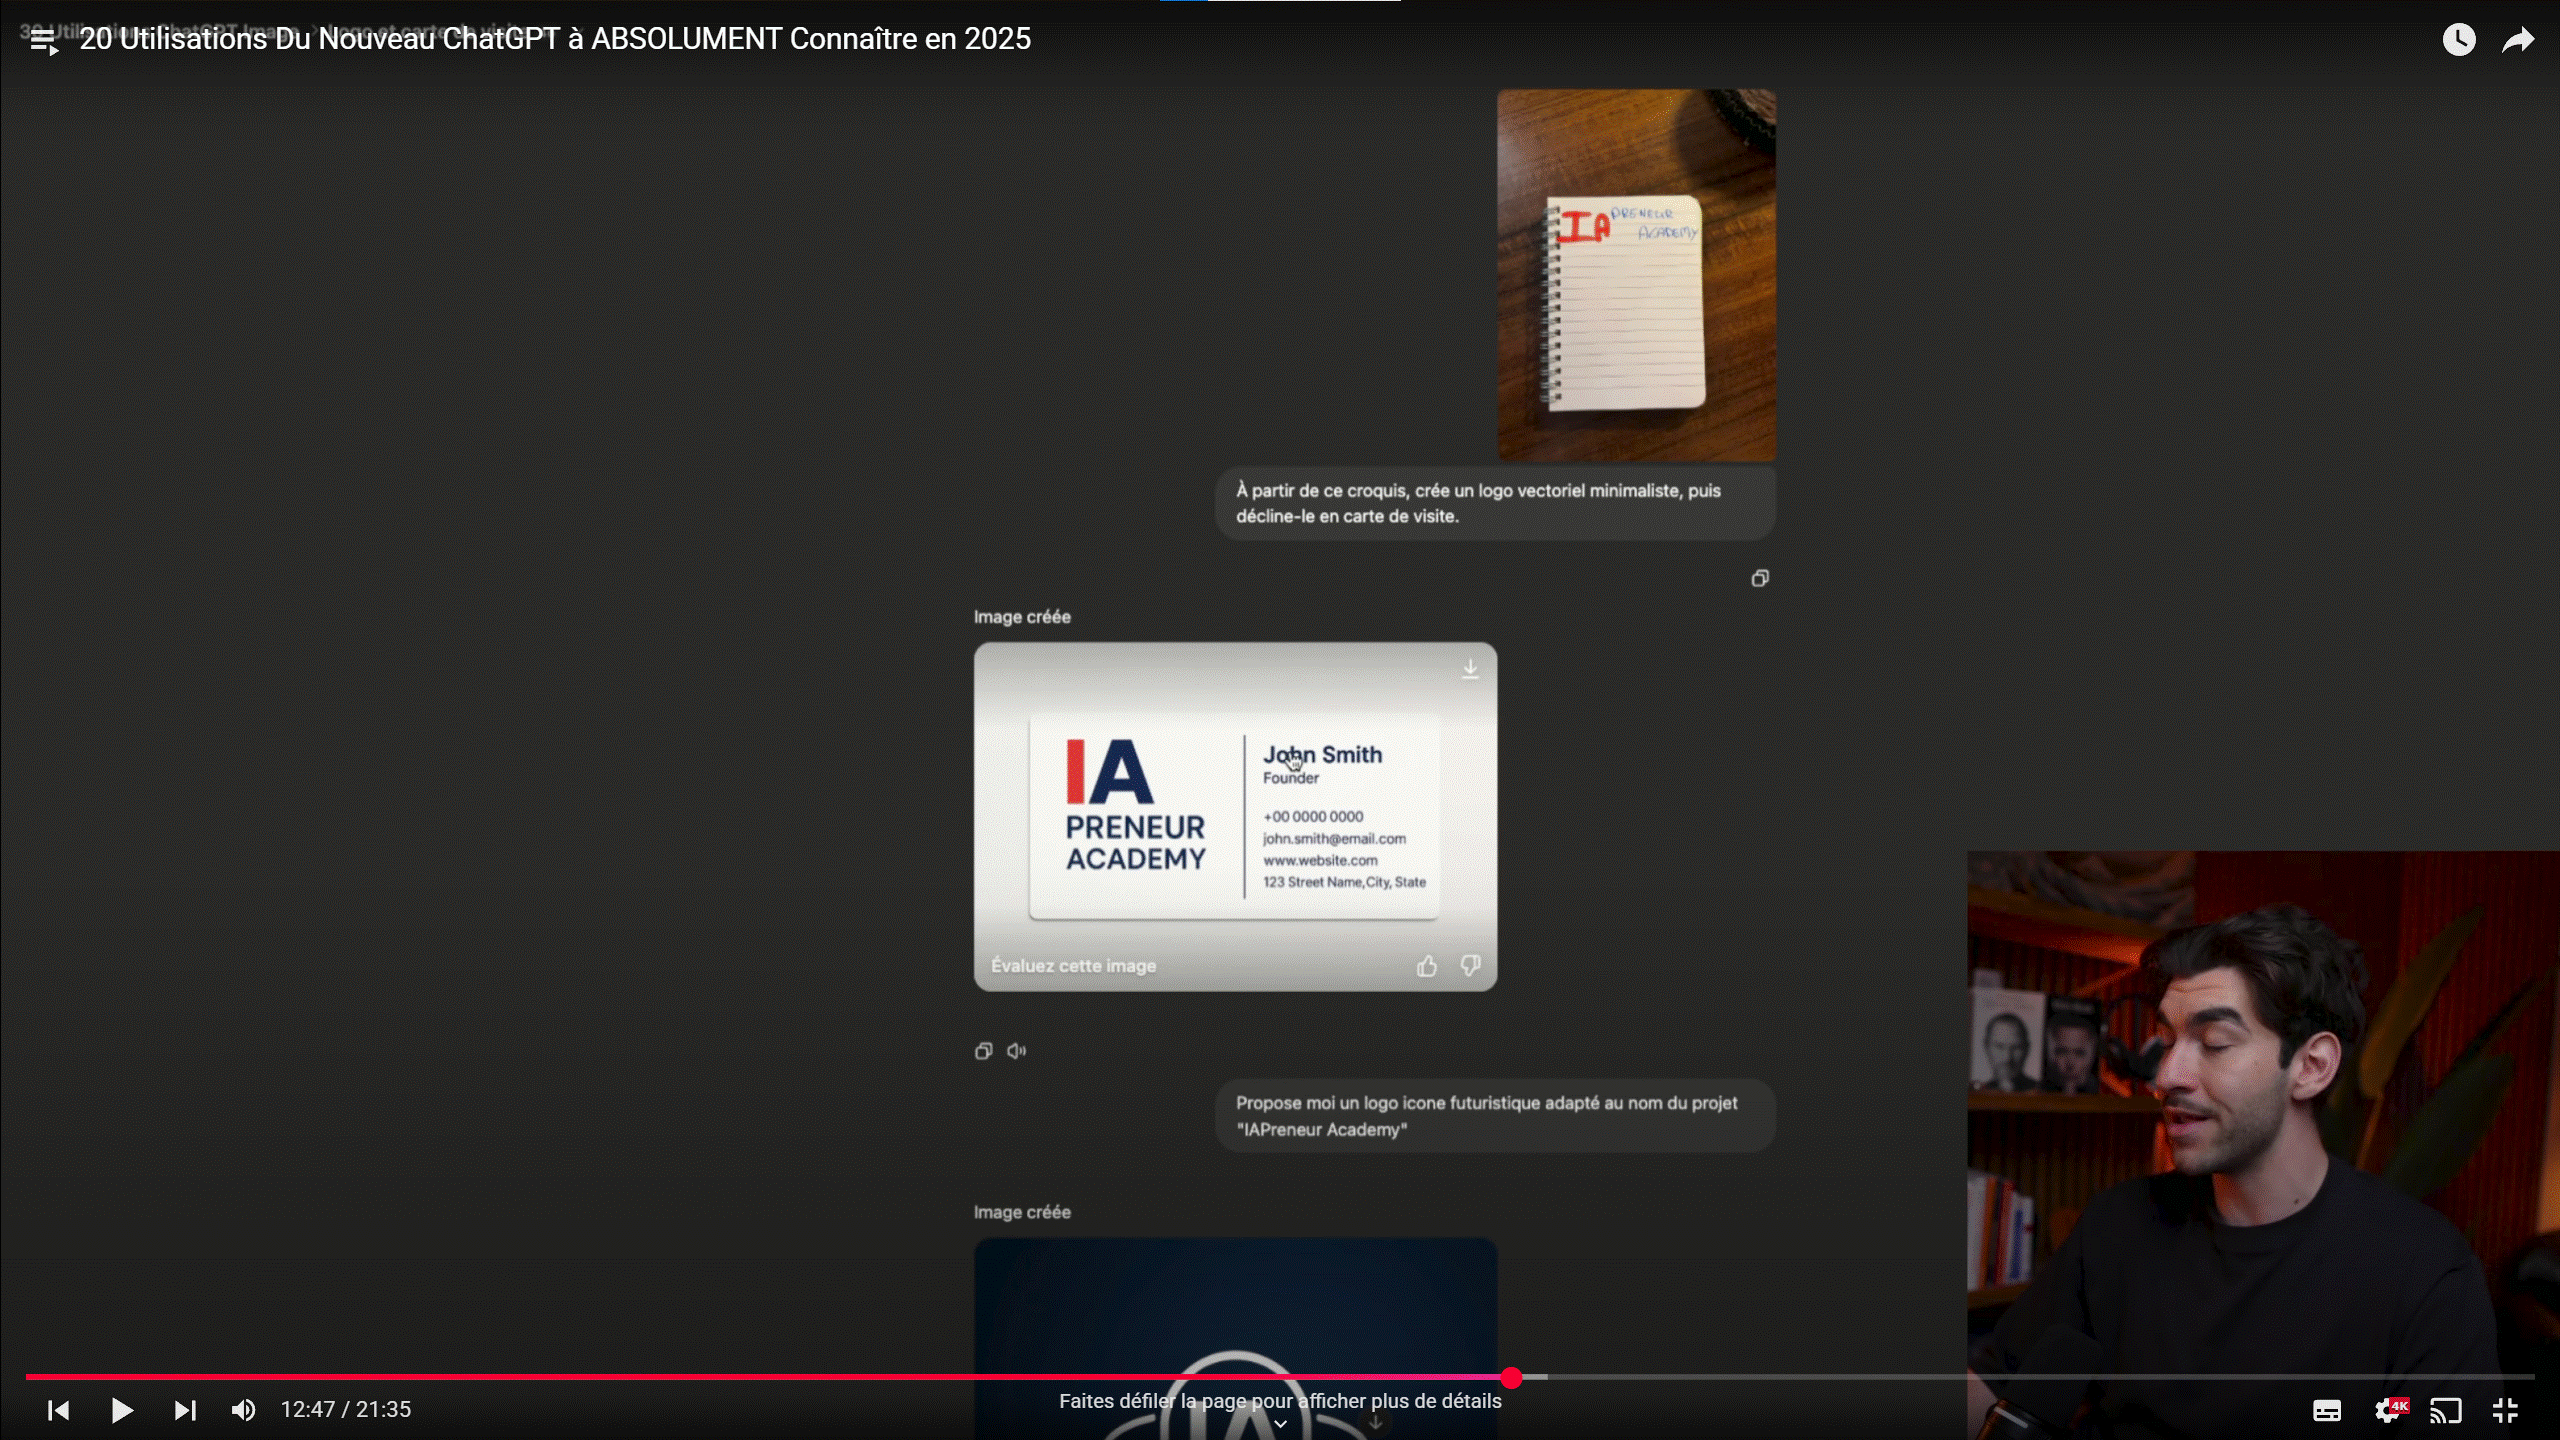 20 Utilisations Du Nouveau ChatGPT à ABSOLUMENT Connaître en 2025
IA PRENEUR
ACADEMY
À partir de ce croquis, crée un logo vectoriel minimaliste, puis
décline-le en carte de visite.
Image créée
IA
PRENEUR
ACADEMY
John Smith
Founder
+00 0000 0000
john.smith@email.com
www.website.com
123 Street Name, City, State
Évaluez cette image
Propose moi un logo icone futuristique adapté au nom du projet
"IAPreneur Academy"
Image créée
IA
12:47 / 21:35
Faites défiler la page pour afficher plus de détails
4K